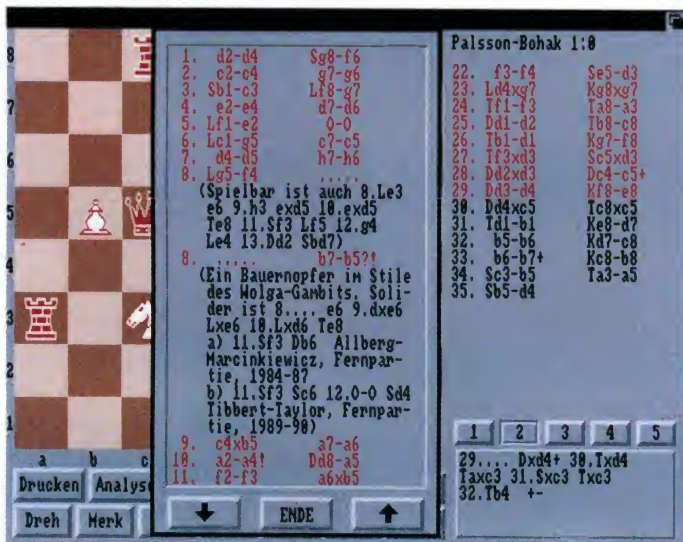 8
7
6
5
4
3
2
1
a b c
Drucken Analyse
Dreh Merk
1. d2-d4 Sg8-f6
2. c2-c4 g7-g6
3. Sb1-c3 Lf8-g7
4. e2-e4 d7-d6
5. Lf1-e2 0-0
6. Lc1-g5 c7-c5
7. d4-d5 h7-h6
8. Lg5-f4 .....
(Spielbar ist auch 8.Le3
e6 9.h3 exd5 10.exd5
Te8 11.Sf3 Lf5 12.g4
Le4 13.Dd2 Sbd7)
8. ..... b7-b5?!
(Ein Bauernopfer im Stile
des Wolga-Gambits. Soli-
der ist 8.... e6 9.dxe6
Lxe6 10.Lxd6 Te8
a) 11.Sf3 Db6 Allberg-
Marcinkiewicz, Fernpar-
tie, 1984-87
b) 11.Sf3 Sc6 12.0-0 Sd4
Tibbert-Taylor, Fernpar-
tie, 1989-90)
9. c4xb5 a7-a6
10. a2-a4! Dd8-a5
11. f2-f3 a6xb5
ENDE
Palsson-Bohak 1:0
22. f3-f4 Se5-d3
23. Ld4xg7 Kg8xg7
24. Tf1-f3 Ta8-a3
25. Dd1-d2 Tb8-c8
26. Tb1-d1 Kg7-f8
27. Tf3xd3 Sc5xd3
28. Dd2xd3 Dc4-c5+
29. Dd3-d4 Kf8-e8
30. Dd4xc5 Tc8xc5
31. Td1-b1 Ke8-d7
32. b5-b6 Kd7-c8
33. b6-b7+ Kc8-b8
34. Sc3-b5 Ta3-a5
35. Sb5-d4
1 2 3 4 5
29.... Dxd4+ 30.Txd4
Taxc3 31.Sxc3 Txc3
32.Tb4 +-